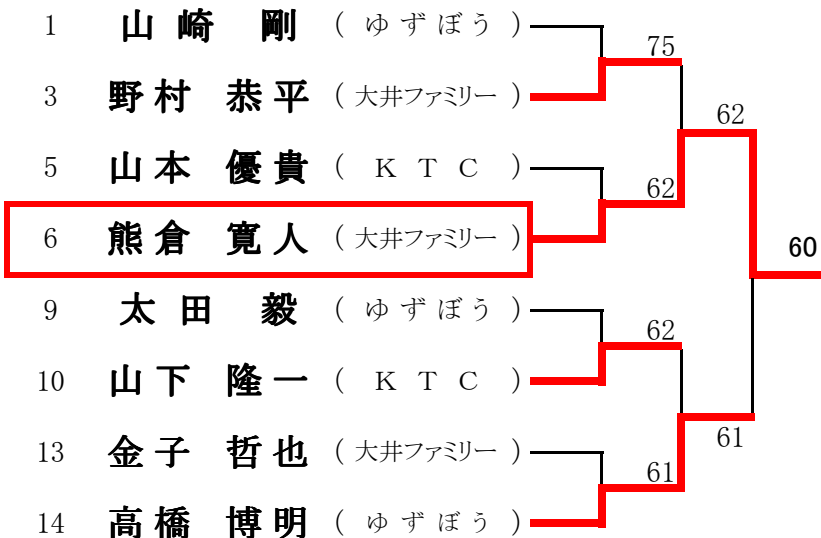 1 山崎 剛 (ゆずぼう)
75
3 野村 恭平 (大井ファミリー)
62
5 山本 優貴 (KTC)
62
6 熊倉 寛人 (大井ファミリー)
60
9 太田 毅 (ゆずぼう)
62
10 山下 隆一 (KTC)
61
13 金子 哲也 (大井ファミリー)
61
14 高橋 博明 (ゆずぼう)